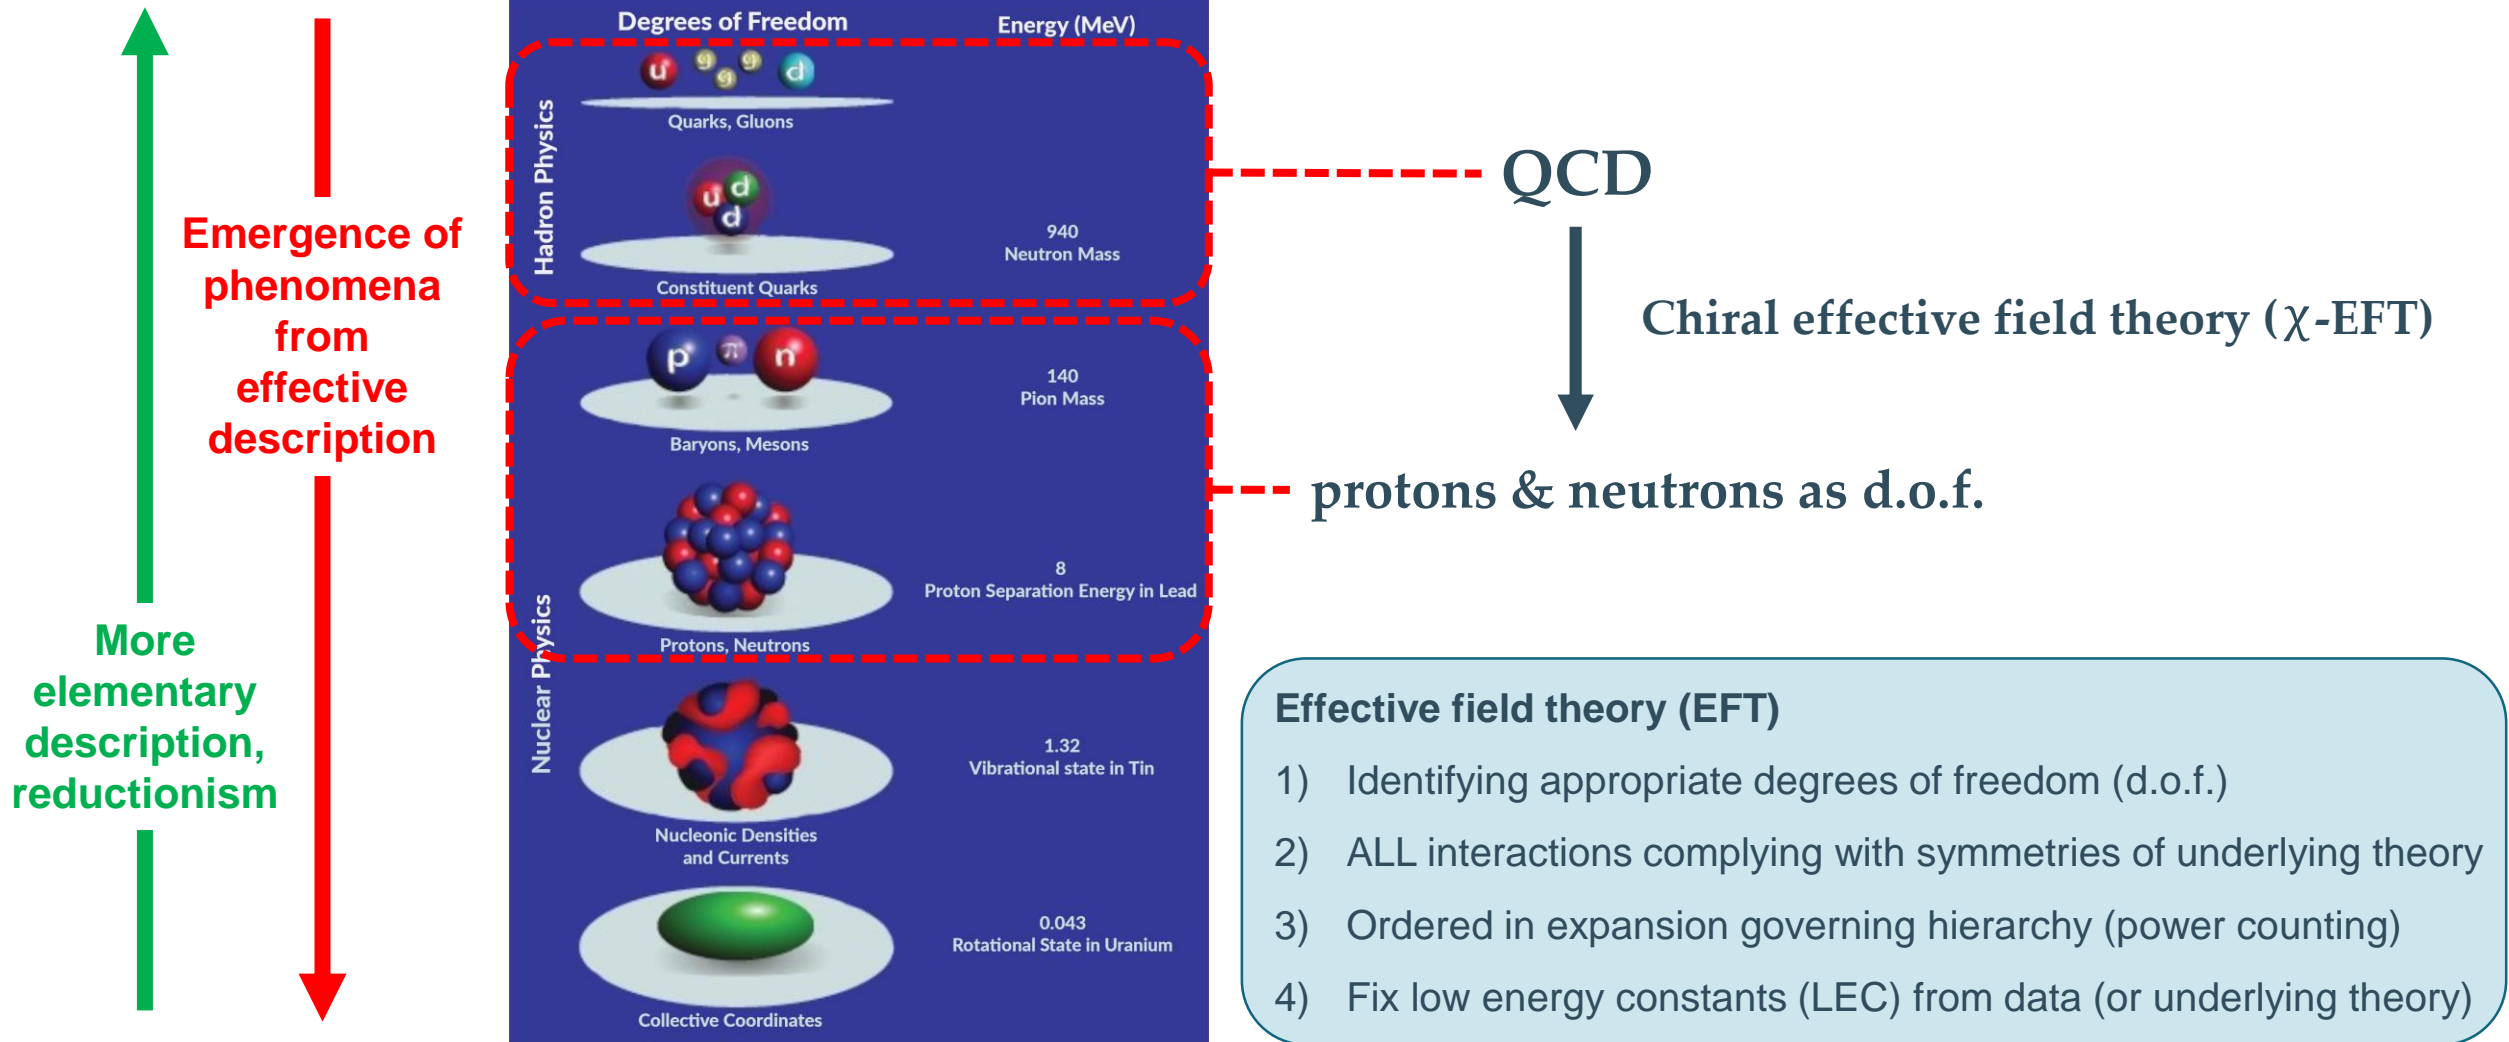 Emergence of
phenomena
from
effective
description
More
elementary
description,
reductionism
Degrees of Freedom
Energy (MeV)
Hadron Physics
u g g g d
Quarks, Gluons
u d d
940
Neutron Mass
Constituent Quarks
p π n
140
Pion Mass
Baryons, Mesons
Nuclear Physics
8
Proton Separation Energy in Lead
Protons, Neutrons
1.32
Vibrational state in Tin
Nucleonic Densities
and Currents
0.043
Rotational State in Uranium
Collective Coordinates
QCD
Chiral effective field theory (χ-EFT)
protons & neutrons as d.o.f.
Effective field theory (EFT)
1) Identifying appropriate degrees of freedom (d.o.f.)
2) ALL interactions complying with symmetries of underlying theory
3) Ordered in expansion governing hierarchy (power counting)
4) Fix low energy constants (LEC) from data (or underlying theory)